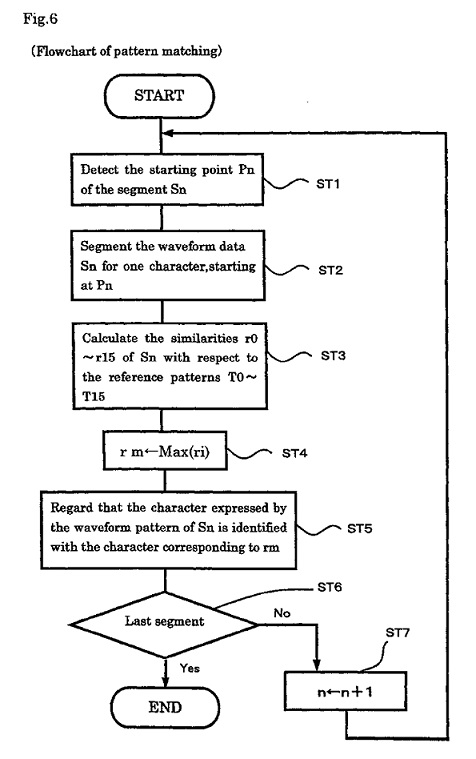 Fig.6
(Flowchart of pattern matching)
START
Detect the starting point Pn
of the segment Sn
ST1
Segment the waveform data
Sn for one character,starting
at Pn
ST2
Calculate the similarities r0
~r15 of Sn with respect to
the reference patterns T0~
T15
ST3
r m←Max(ri)
ST4
Regard that the character expressed by
the waveform pattern of Sn is identified
with the character corresponding to rm
ST5
ST6
Last segment
No
ST7
Yes
n←n+1
END